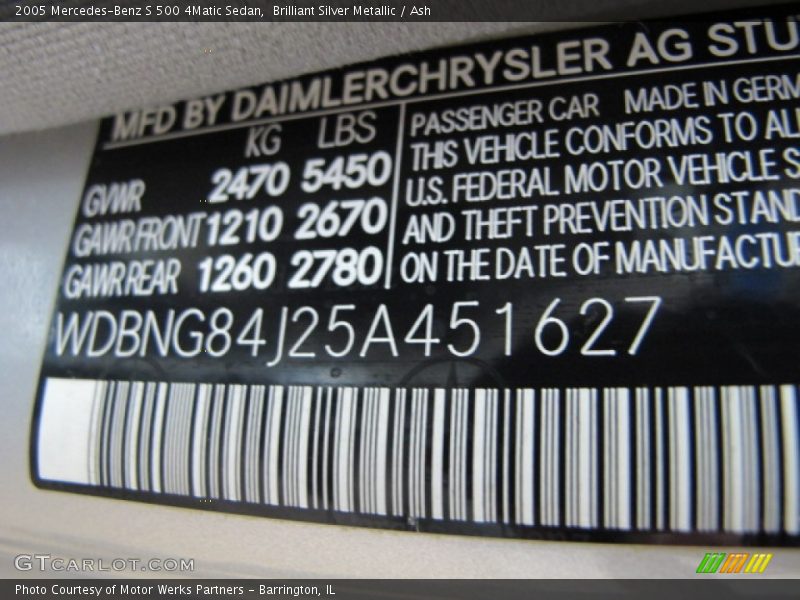 2005 Mercedes-Benz S 500 4Matic Sedan, Brilliant Silver Metallic / Ash
MFD BY DAIMLERCHRYSLER AG STU
KG LBS
GVWR 2470 5450
GAWR FRONT 1210 2670
GAWR REAR 1260 2780
PASSENGER CAR MADE IN GERM
THIS VEHICLE CONFORMS TO ALL
U.S. FEDERAL MOTOR VEHICLE S
AND THEFT PREVENTION STAND
ON THE DATE OF MANUFACTU
WDBNG84J25A451627
GTCARLOT.COM
Photo Courtesy of Motor Werks Partners - Barrington, IL